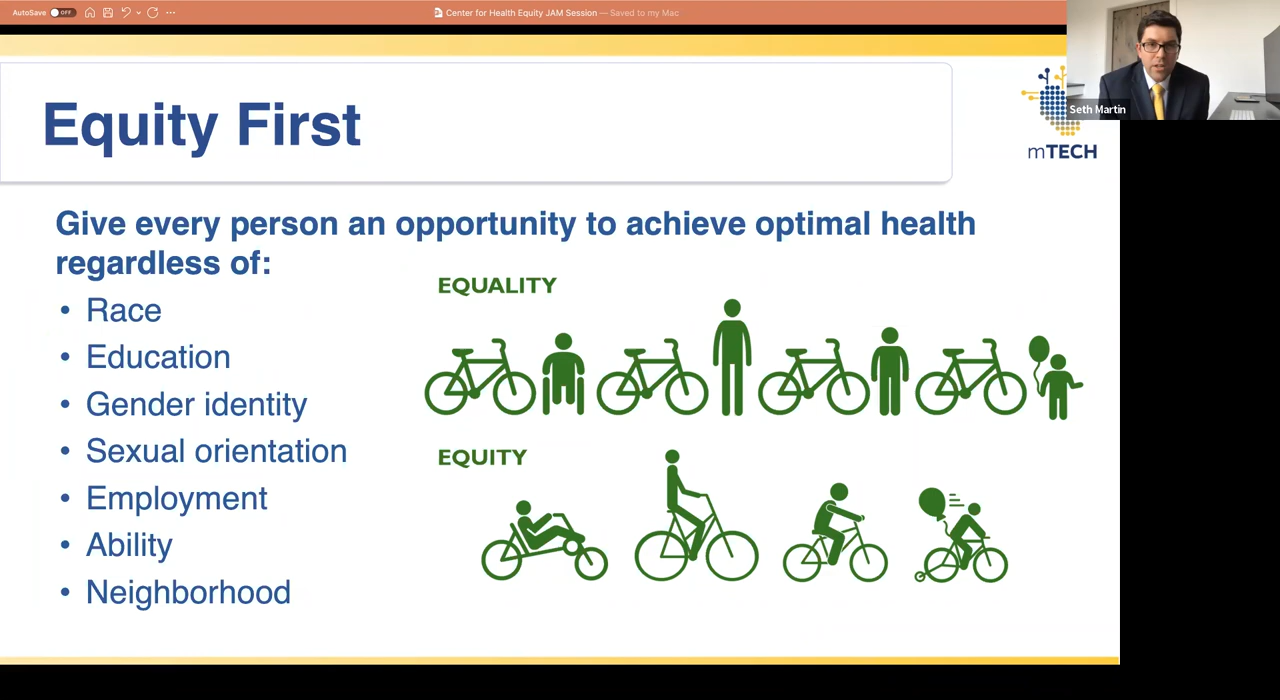 AutoSave OFF
Center for Health Equity JAM Session — Saved to my Mac
Seth Martin
mTECH
Equity First
Give every person an opportunity to achieve optimal health
regardless of:
• Race
• Education
• Gender identity
• Sexual orientation
• Employment
• Ability
• Neighborhood
EQUALITY
EQUITY